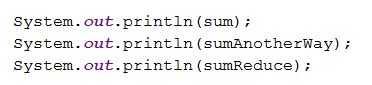 System.out.println(sum);
System.out.println(sumAnotherWay);
System.out.println(sumReduce);